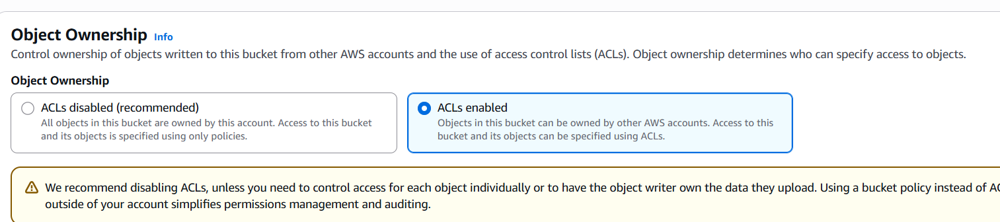 Object Ownership Info
Control ownership of objects written to this bucket from other AWS accounts and the use of access control lists (ACLs). Object ownership determines who can specify access to objects.
Object Ownership
ACLs disabled (recommended)
All objects in this bucket are owned by this account. Access to this bucket
and its objects is specified using only policies.
ACLs enabled
Objects in this bucket can be owned by other AWS accounts. Access to this
bucket and its objects can be specified using ACLs.
We recommend disabling ACLs, unless you need to control access for each object individually or to have the object writer own the data they upload. Using a bucket policy instead of
outside of your account simplifies permissions management and auditing.